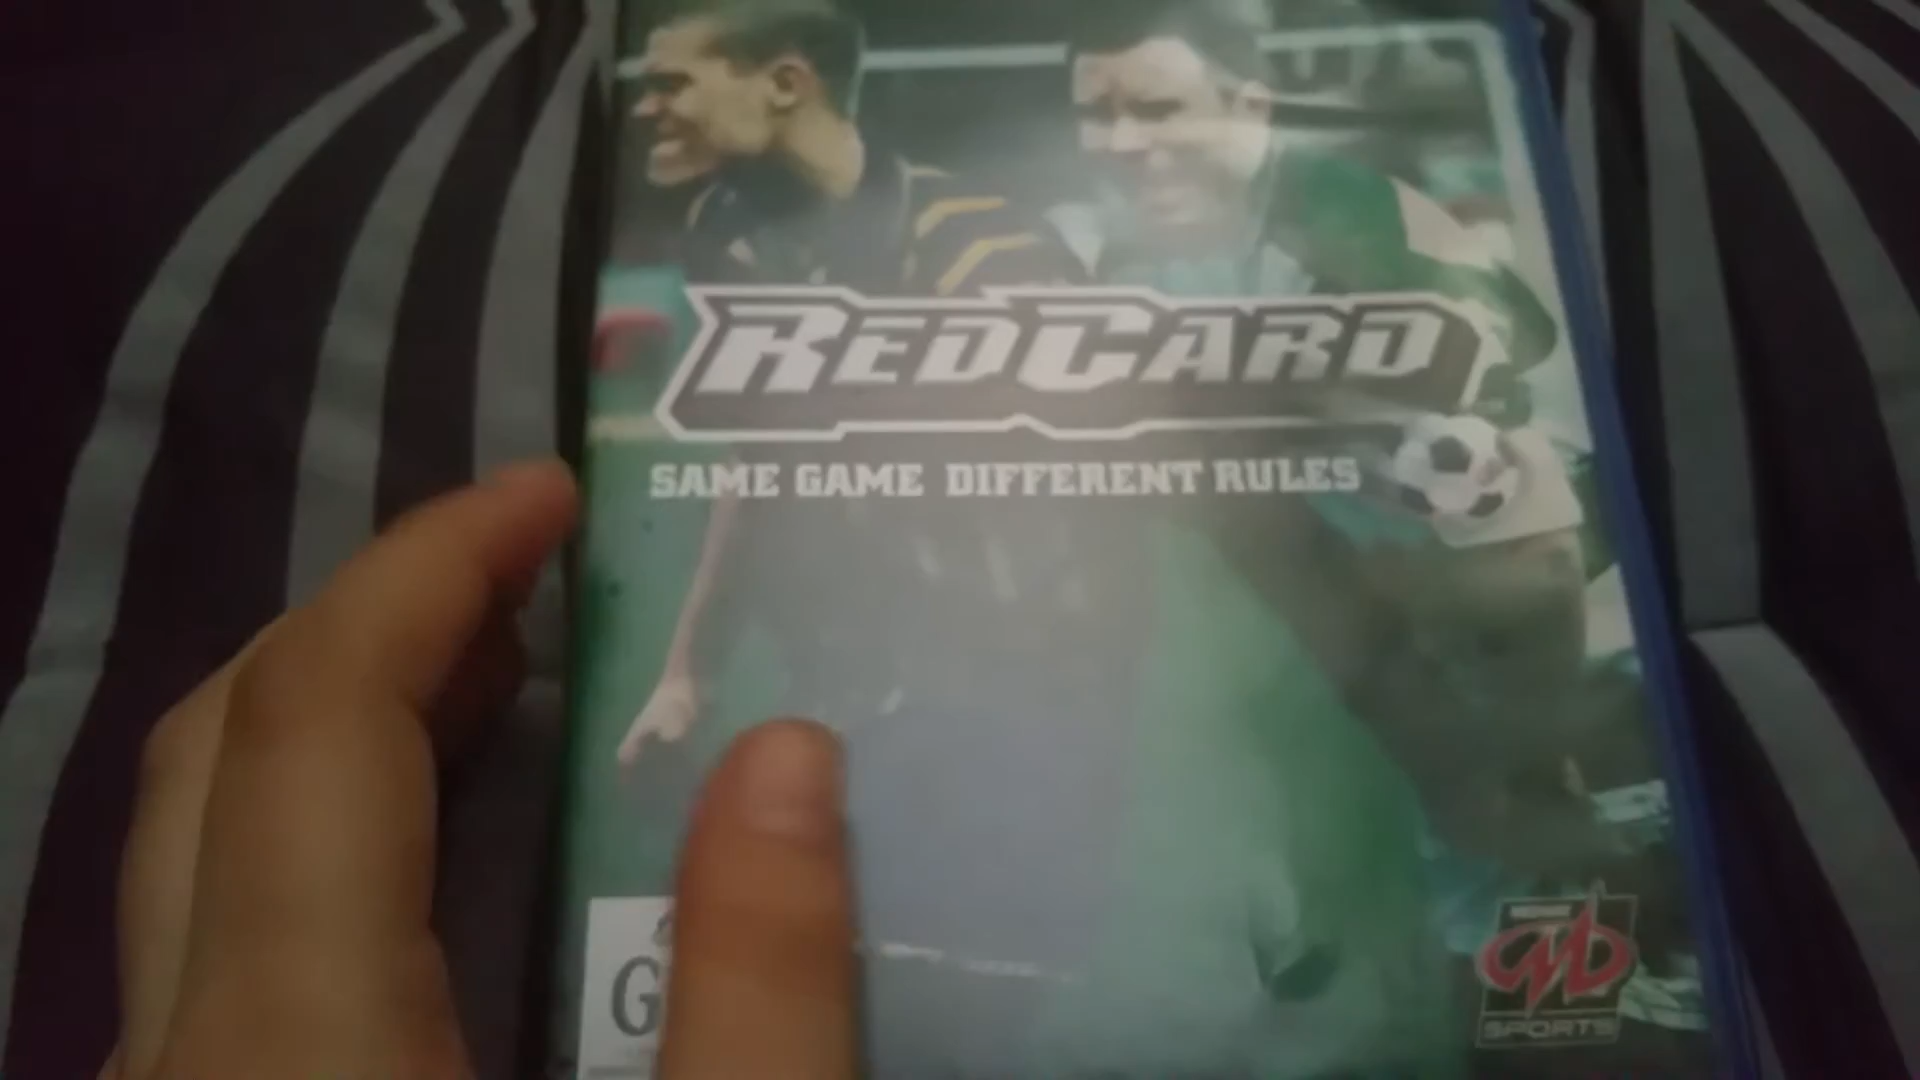 REDCARD
SAME GAME DIFFERENT RULES
G
SPORTS